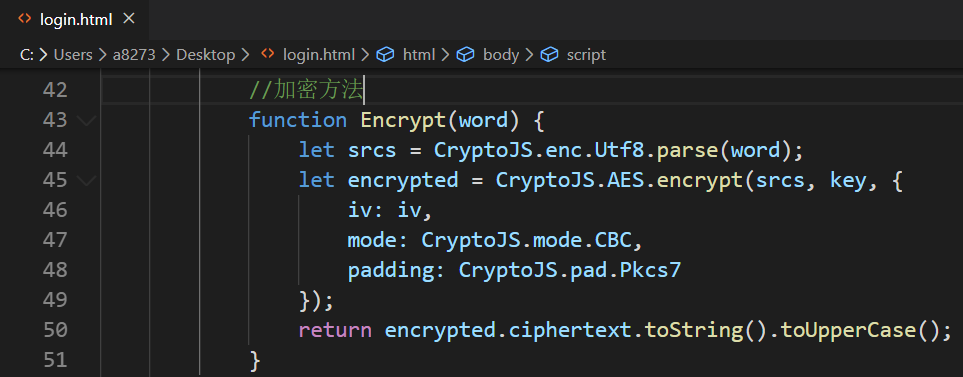 login.html
C: > Users > a8273 > Desktop > login.html > html > body > script
42 //加密方法
43 function Encrypt(word) {
44 let srcs = CryptoJS.enc.Utf8.parse(word);
45 let encrypted = CryptoJS.AES.encrypt(srcs, key, {
46 iv: iv,
47 mode: CryptoJS.mode.CBC,
48 padding: CryptoJS.pad.Pkcs7
49 });
50 return encrypted.ciphertext.toString().toUpperCase();
51 }